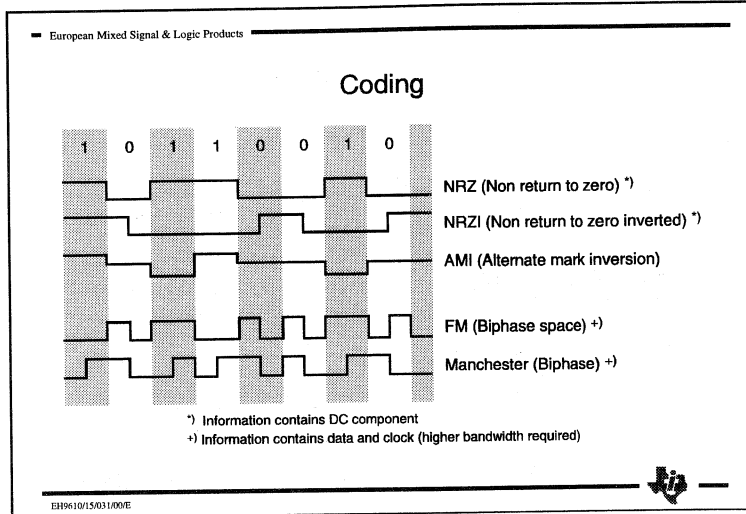 European Mixed Signal & Logic Products
Coding
1 0 1 1 0 0 1 0
NRZ (Non return to zero) *)
NRZI (Non return to zero inverted) *)
AMI (Alternate mark inversion)
FM (Biphase space) +)
Manchester (Biphase) +)
*) Information contains DC component
+) Information contains data and clock (higher bandwidth required)
EH9610/15/031/00/E